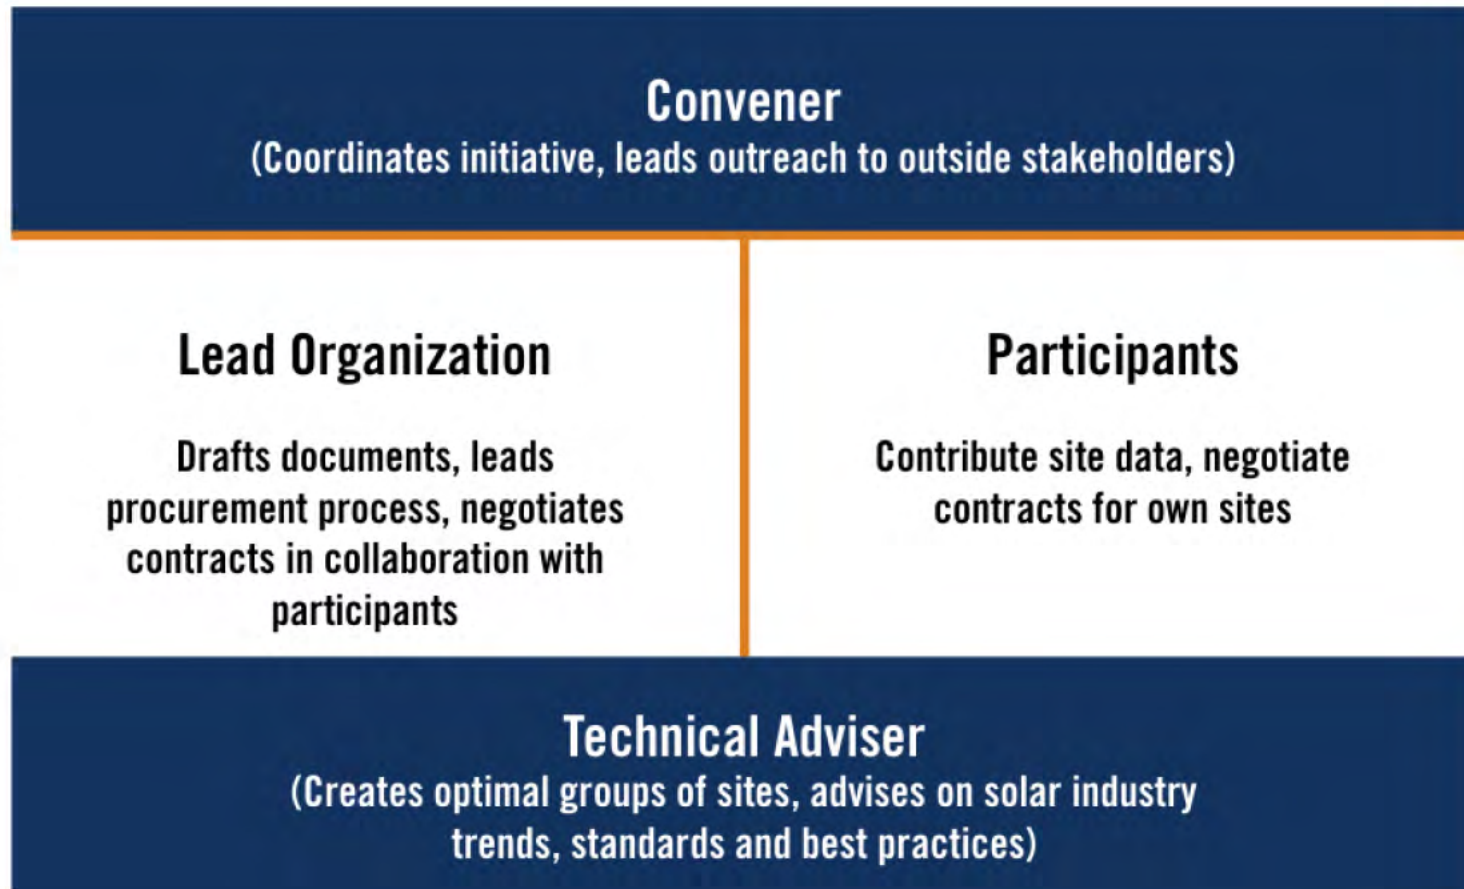 Convener
(Coordinates initiative, leads outreach to outside stakeholders)
Lead Organization
Drafts documents, leads
procurement process, negotiates
contracts in collaboration with
participants
Participants
Contribute site data, negotiate
contracts for own sites
Technical Adviser
(Creates optimal groups of sites, advises on solar industry
trends, standards and best practices)